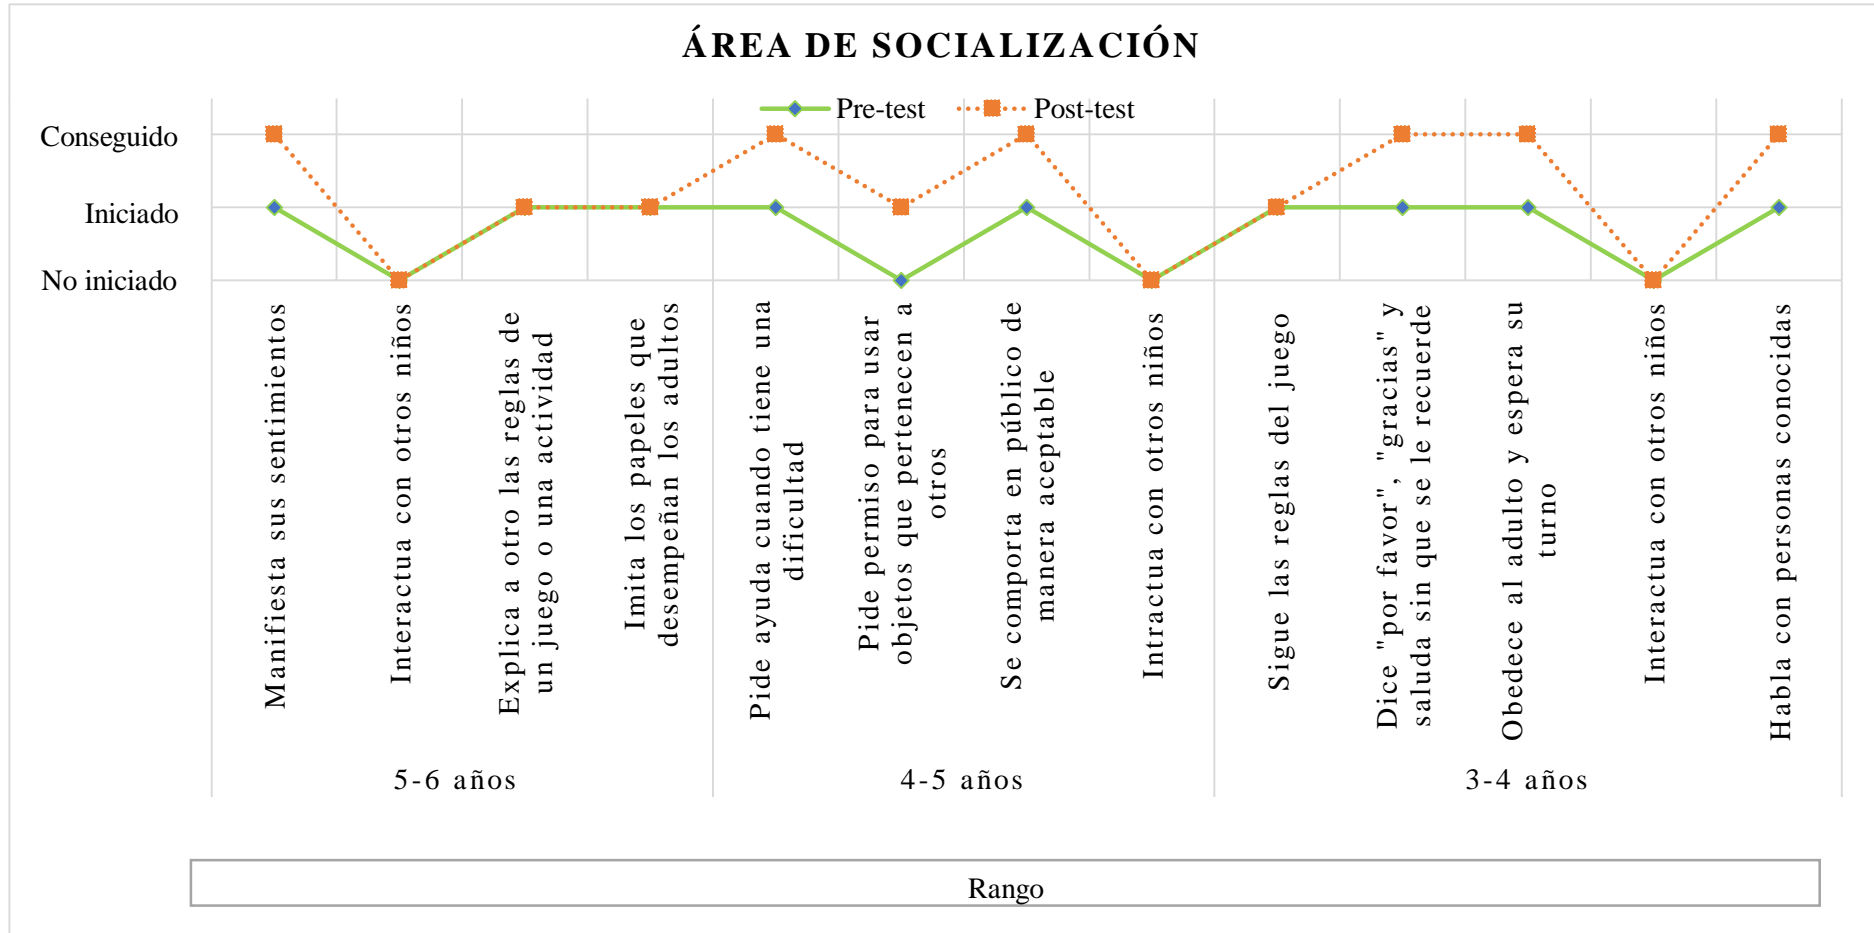 ÁREA DE SOCIALIZACIÓN
Pre-test
Post-test
Conseguido
Iniciado
No iniciado
Manifiesta sus sentimientos
Interactua con otros niños
Explica a otro las reglas de
un juego o una actividad
Imita los papeles que
desempeñan los adultos
Pide ayuda cuando tiene una
dificultad
Pide permiso para usar
objetos que pertenecen a
otros
Se comporta en público de
manera aceptable
Intractua con otros niños
Sigue las reglas del juego
Dice "por favor", "gracias" y
saluda sin que se le recuerde
Obedece al adulto y espera su
turno
Interactua con otros niños
Habla con personas conocidas
5-6 años
4-5 años
3-4 años
Rango